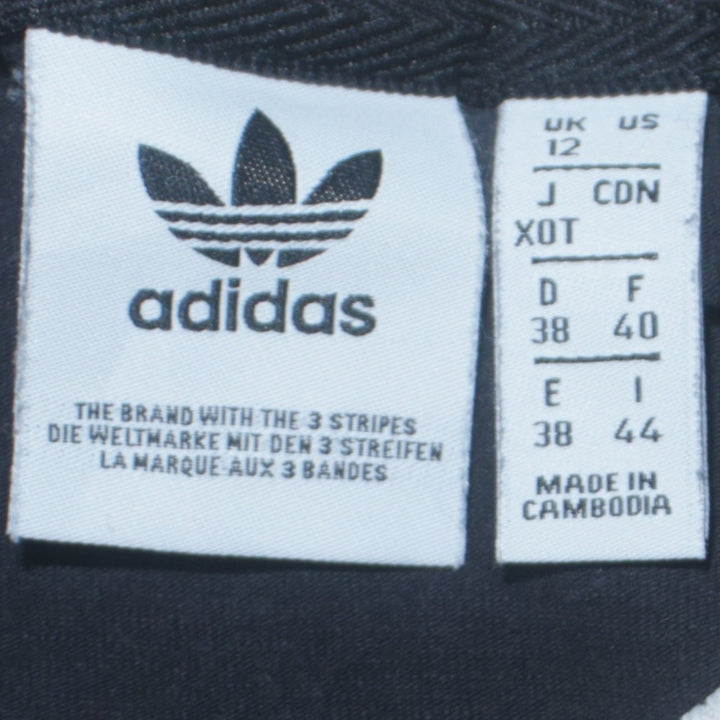 adidas
THE BRAND WITH THE 3 STRIPES
DIE WELTMARKE MIT DEN 3 STREIFEN
LA MARQUE AUX 3 BANDES
UK US
12
J CDN
XOT
D F
38 40
E I
38 44
MADE IN
CAMBODIA